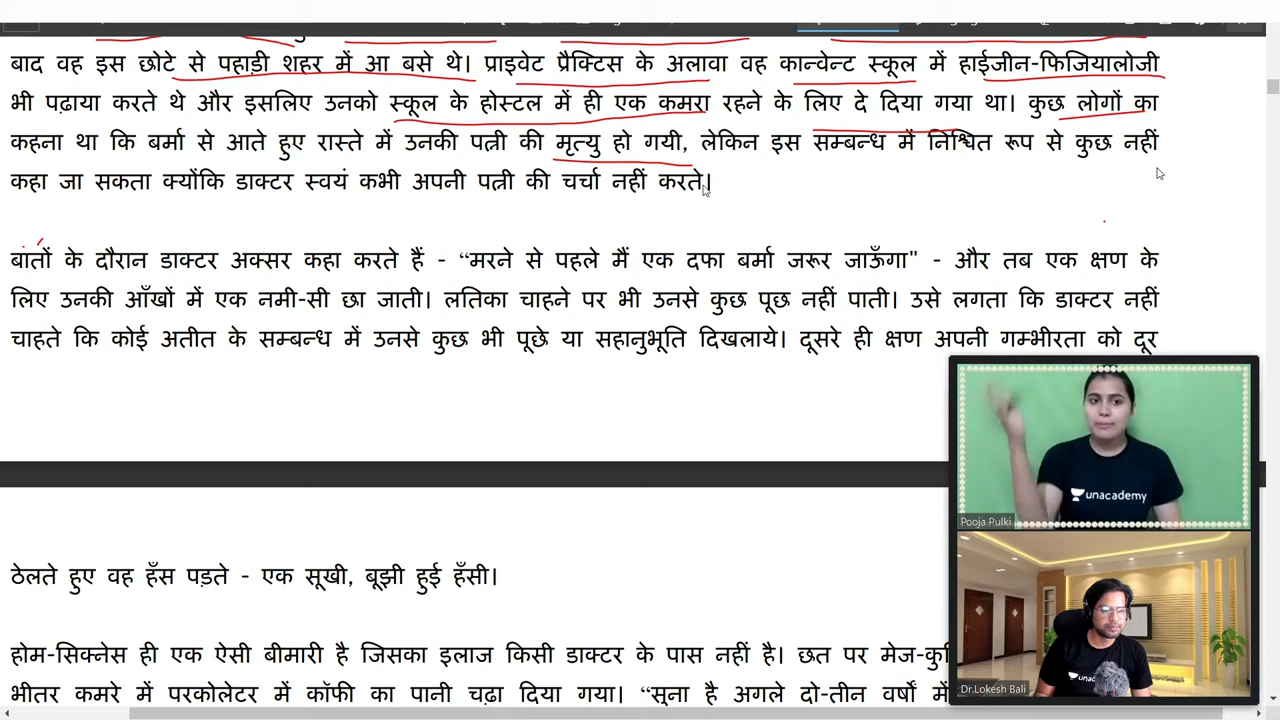 बाद वह इस छोटे से पहाड़ी शहर में आ बसे थे। प्राइवेट प्रैक्टिस के अलावा वह कान्वेन्ट स्कूल में हाईजीन-फिजियालोजी
भी पढ़ाया करते थे और इसलिए उनको स्कूल के होस्टल में ही एक कमरा रहने के लिए दे दिया गया था। कुछ लोगों का
कहना था कि बर्मा से आते हुए रास्ते में उनकी पत्नी की मृत्यु हो गयी, लेकिन इस सम्बन्ध में निश्चित रूप से कुछ नहीं
कहा जा सकता क्योंकि डाक्टर स्वयं कभी अपनी पत्नी की चर्चा नहीं करते।
बातों के दौरान डाक्टर अक्सर कहा करते हैं - “मरने से पहले मैं एक दफा बर्मा जरूर जाऊँगा" - और तब एक क्षण के
लिए उनकी आँखों में एक नमी-सी छा जाती। लतिका चाहने पर भी उनसे कुछ पूछ नहीं पाती। उसे लगता कि डाक्टर नहीं
चाहते कि कोई अतीत के सम्बन्ध में उनसे कुछ भी पूछे या सहानुभूति दिखलाये। दूसरे ही क्षण अपनी गम्भीरता को दूर
unacademy
Pooja Pulki
ठेलते हुए वह हँस पड़ते - एक सूखी, बूझी हुई हँसी।
होम-सिक्नेस ही एक ऐसी बीमारी है जिसका इलाज किसी डाक्टर के पास नहीं है। छत पर
भीतर कमरे में परकोलेटर में कॉफी का पानी चढ़ा दिया गया। “सुना है अगले दो-तीन वर्षों में
unacademy
Dr.Lokesh Bali